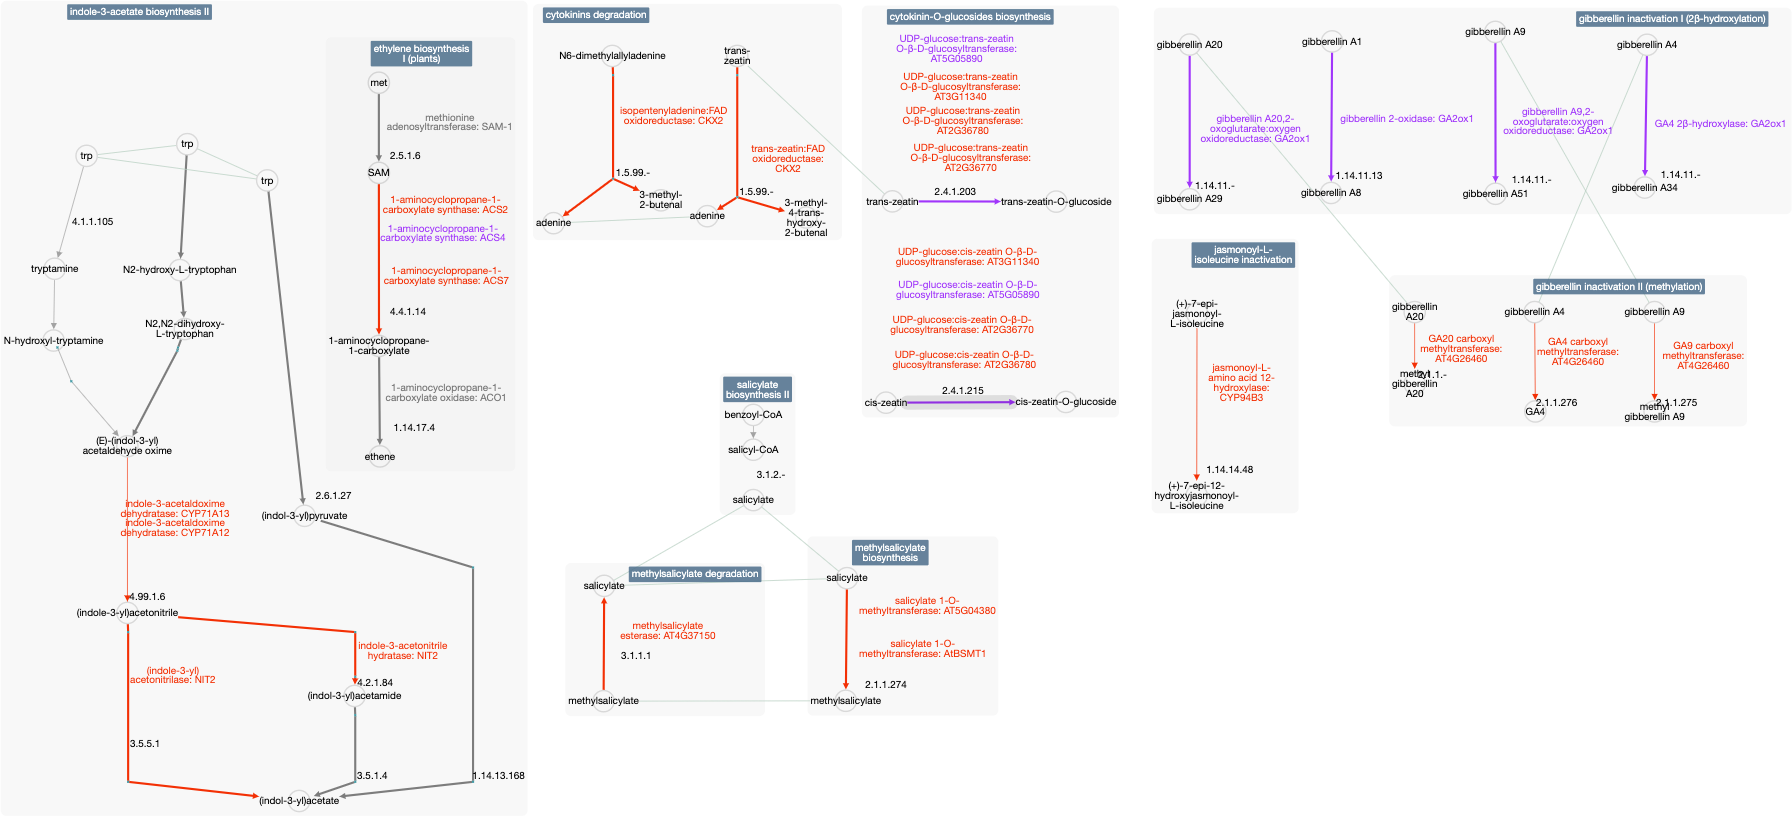 indole-3-acetate biosynthesis II
ethylene biosynthesis
I (plants)
met
methionine
adenosyltransferase: SAM-1
2.5.1.6
SAM
1-aminocyclopropane-1-
carboxylate synthase: ACS2
1-aminocyclopropane-1-
carboxylate synthase: ACS4
1-aminocyclopropane-1-
carboxylate synthase: ACS7
4.4.1.14
1-aminocyclopropane-
1-carboxylate
1-aminocyclopropane-1-
carboxylate oxidase: ACO1
1.14.17.4
ethene
trp
trp
trp
4.1.1.105
tryptamine
N2-hydroxy-L-tryptophan
N-hydroxyl-tryptamine
N2,N2-dihydroxy-
L-tryptophan
(E)-(indol-3-yl)
acetaldehyde oxime
indole-3-acetaldoxime
dehydratase: CYP71A13
indole-3-acetaldoxime
dehydratase: CYP71A12
2.6.1.27
(indol-3-yl)pyruvate
4.99.1.6
(indole-3-yl)acetonitrile
indole-3-acetonitrile
hydratase: NIT2
(indole-3-yl)
acetonitrilase: NIT2
4.2.1.84
(indol-3-yl)acetamide
3.5.5.1
3.5.1.4
1.14.13.168
(indol-3-yl)acetate
cytokinins degradation
N6-dimethylallyladenine
trans-
zeatin
isopentenyladenine:FAD
oxidoreductase: CKX2
trans-zeatin:FAD
oxidoreductase:
CKX2
1.5.99.-
3-methyl-
2-butenal
adenine
1.5.99.-
adenine
3-methyl-
4-trans-
hydroxy-
2-butenal
cytokinin-O-glucosides biosynthesis
UDP-glucose:trans-zeatin
O-β-D-glucosyltransferase:
AT5G05890
UDP-glucose:trans-zeatin
O-β-D-glucosyltransferase:
AT3G11340
UDP-glucose:trans-zeatin
O-β-D-glucosyltransferase:
AT2G36780
UDP-glucose:trans-zeatin
O-β-D-glucosyltransferase:
AT2G36770
2.4.1.203
trans-zeatin
trans-zeatin-O-glucoside
UDP-glucose:cis-zeatin O-β-D-
glucosyltransferase: AT3G11340
UDP-glucose:cis-zeatin O-β-D-
glucosyltransferase: AT5G05890
UDP-glucose:cis-zeatin O-β-D-
glucosyltransferase: AT2G36770
UDP-glucose:cis-zeatin O-β-D-
glucosyltransferase: AT2G36780
2.4.1.215
cis-zeatin
cis-zeatin-O-glucoside
salicylate
biosynthesis II
benzoyl-CoA
salicyl-CoA
3.1.2.-
salicylate
methylsalicylate degradation
salicylate
methylsalicylate
esterase: AT4G37150
3.1.1.1
methylsalicylate
methylsalicylate
biosynthesis
salicylate
salicylate 1-O-
methyltransferase: AT5G04380
salicylate 1-O-
methyltransferase: AtBSMT1
2.1.1.274
methylsalicylate
gibberellin inactivation I (2β-hydroxylation)
gibberellin A20
gibberellin A1
gibberellin A9
gibberellin A4
gibberellin A20,2-
oxoglutarate:oxygen
oxidoreductase: GA2ox1
gibberellin 2-oxidase: GA2ox1
gibberellin A9,2-
oxoglutarate:oxygen
oxidoreductase: GA2ox1
GA4 2β-hydroxylase: GA2ox1
1.14.11.-
gibberellin A29
1.14.11.13
gibberellin A8
1.14.11.-
gibberellin A51
1.14.11.-
gibberellin A34
jasmonoyl-L-
isoleucine inactivation
(+)-7-epi-
jasmonoyl-
L-isoleucine
jasmonoyl-L-
amino acid 12-
hydroxylase:
CYP94B3
1.14.14.48
(+)-7-epi-12-
hydroxyjasmonoyl-
L-isoleucine
gibberellin inactivation II (methylation)
gibberellin
A20
gibberellin A4
gibberellin A9
GA20 carboxyl
methyltransferase:
AT4G26460
GA4 carboxyl
methyltransferase:
AT4G26460
GA9 carboxyl
methyltransferase:
AT4G26460
2.1.1.-
methyl
gibberellin
A20
2.1.1.276
GA4
2.1.1.275
methyl
gibberellin A9